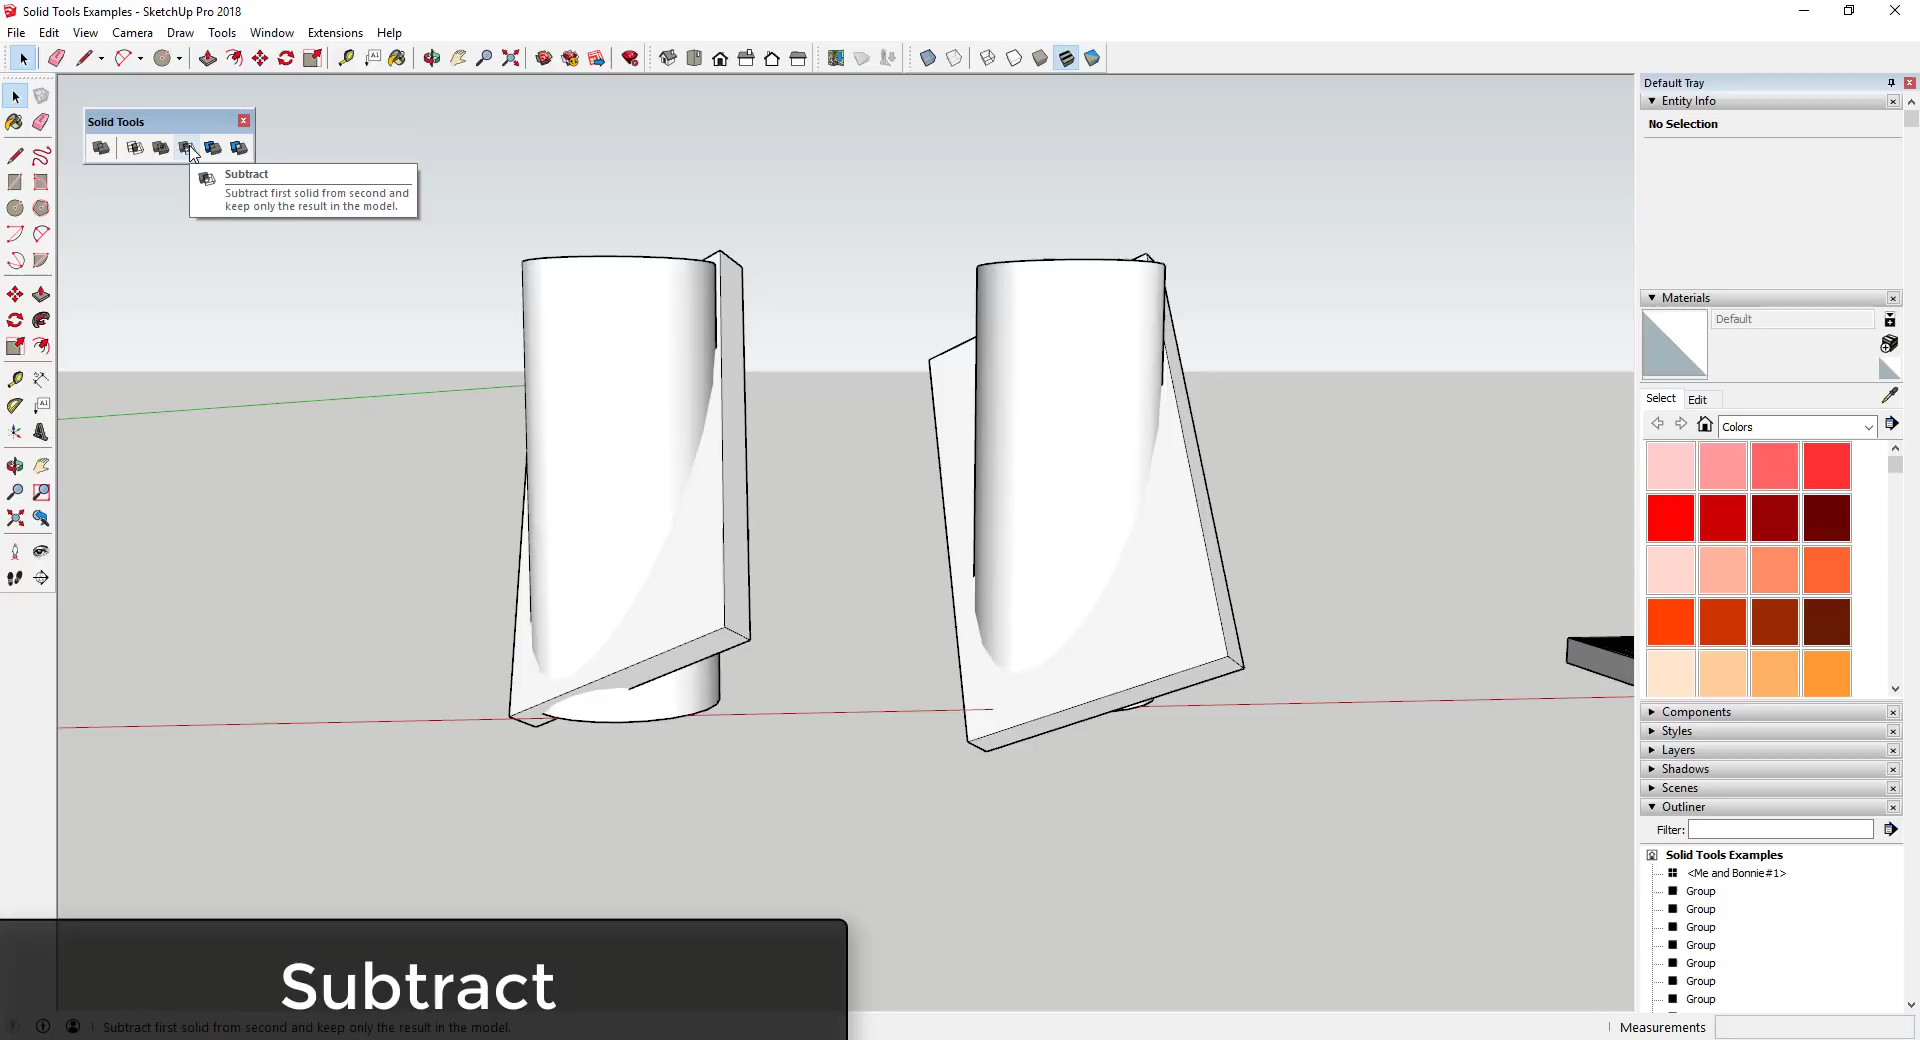 Solid Tools Examples - SketchUp Pro 2018
File Edit View Camera Draw Tools Window Extensions Help
Default Tray
Entity Info
No Selection
Solid Tools
Subtract
Subtract first solid from second and
keep only the result in the model.
Materials
Default
Select Edit
Colors
Components
Styles
Layers
Shadows
Scenes
Outliner
Filter:
Solid Tools Examples
<Me and Bonnie#1>
Group
Group
Group
Group
Group
Group
Group
Subtract
Subtract first solid from second and keep only the result in the model.
Measurements